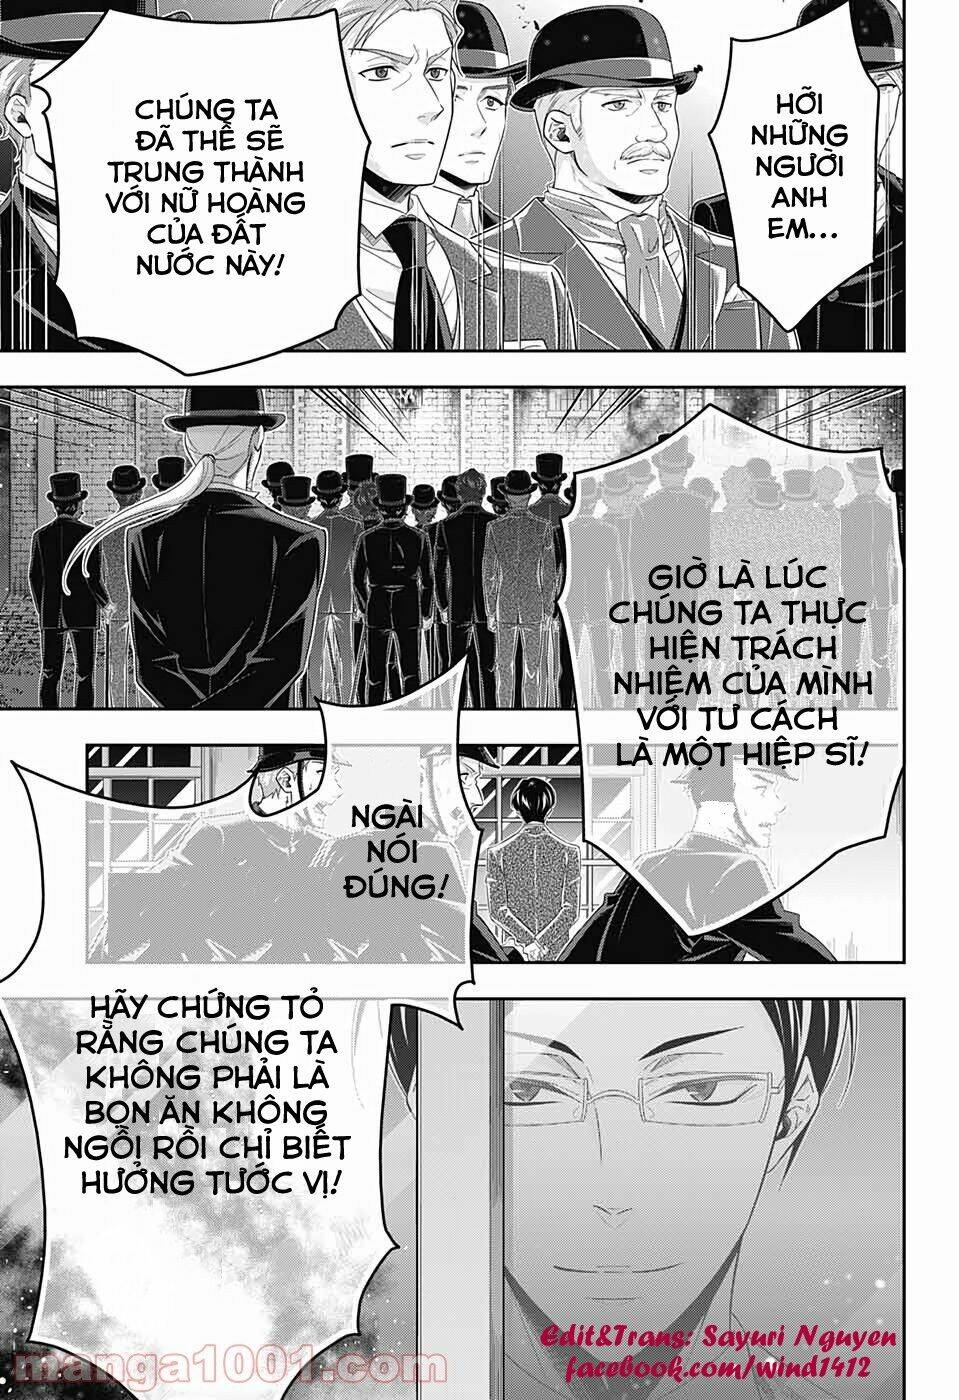 HỠI
NHỮNG
NGƯỜI
ANH
EM...
CHÚNG TA
ĐÃ THỀ SẼ
TRUNG THÀNH
VỚI NỮ HOÀNG
CỦA ĐẤT
NƯỚC NÀY!
GIỜ LÀ LÚC
CHÚNG TA THỰC
HIỆN TRÁCH
NHIỆM CỦA MÌNH
VỚI TƯ CÁCH
LÀ MỘT HIỆP SĨ!
NGÀI
NÓI
ĐÚNG!
HÃY CHỨNG TỎ
RẰNG CHÚNG TA
KHÔNG PHẢI LÀ
BỌN ĂN KHÔNG
NGỒI RỒI CHỈ BIẾT
HƯỞNG TƯỚC VỊ!
Edit&Trans: Sayuri Nguyen
facebook.com/wind1412
manga1001.com